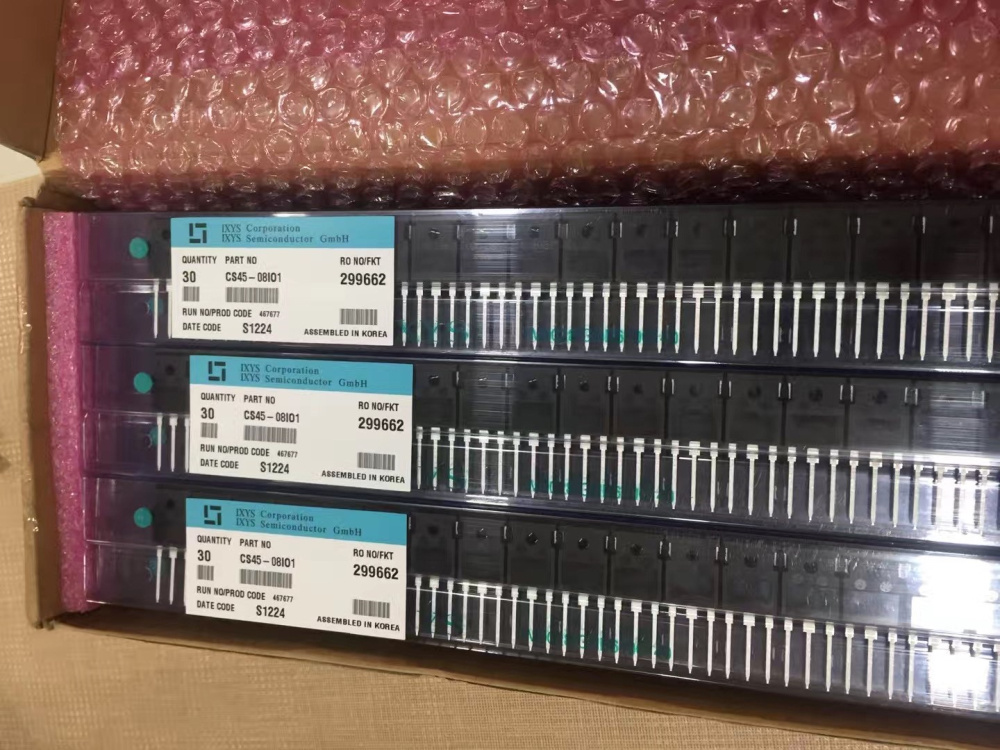 IXYS Corporation
IXYS Semiconductor GmbH
QUANTITY PART NO RO NO/FKT
30 CS45-08IO1 299662
RUN NO/PROD CODE 467677
DATE CODE S1224 ASSEMBLED IN KOREA
IXYS
IXYS Corporation
IXYS Semiconductor GmbH
QUANTITY PART NO RO NO/FKT
30 CS45-08IO1 299662
RUN NO/PROD CODE 467677
DATE CODE S1224 ASSEMBLED IN KOREA
IXYS Corporation
IXYS Semiconductor GmbH
QUANTITY PART NO RO NO/FKT
30 CS45-08IO1 299662
RUN NO/PROD CODE 467677
DATE CODE S1224 ASSEMBLED IN KOREA